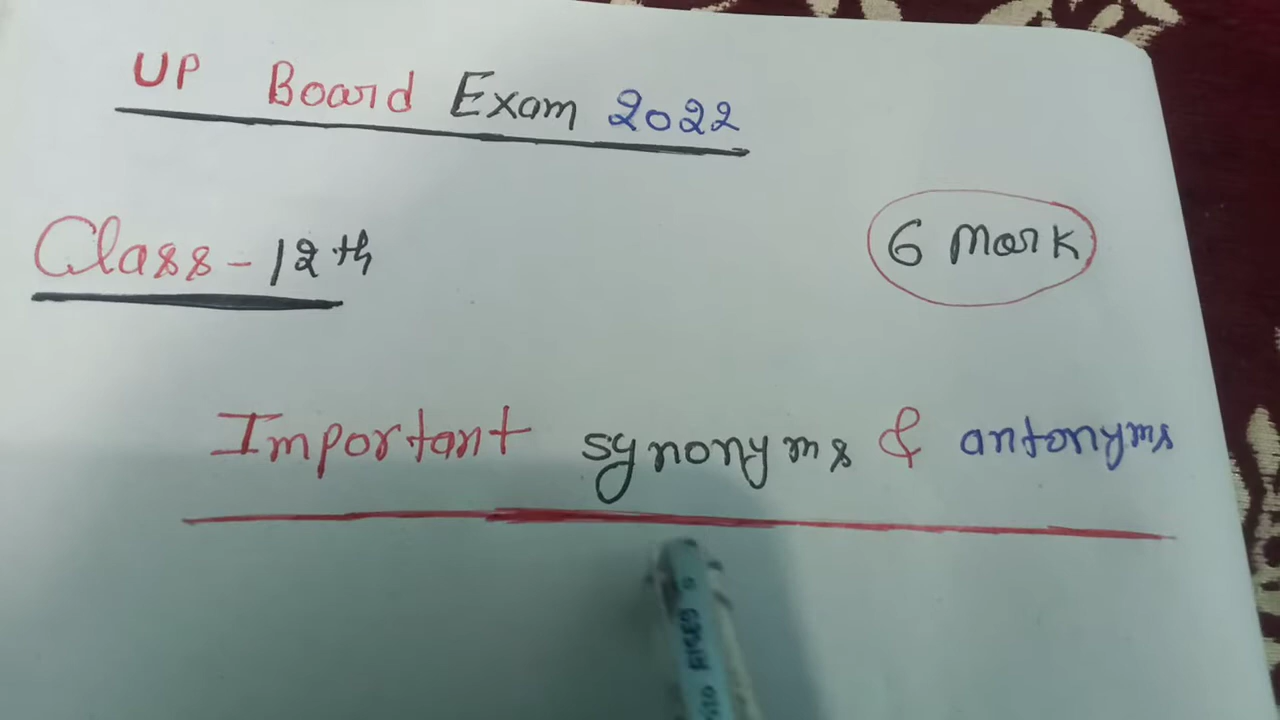 UP Board Exam 2022
Class - 12th
6 Mark
Important synonyms & antonyms